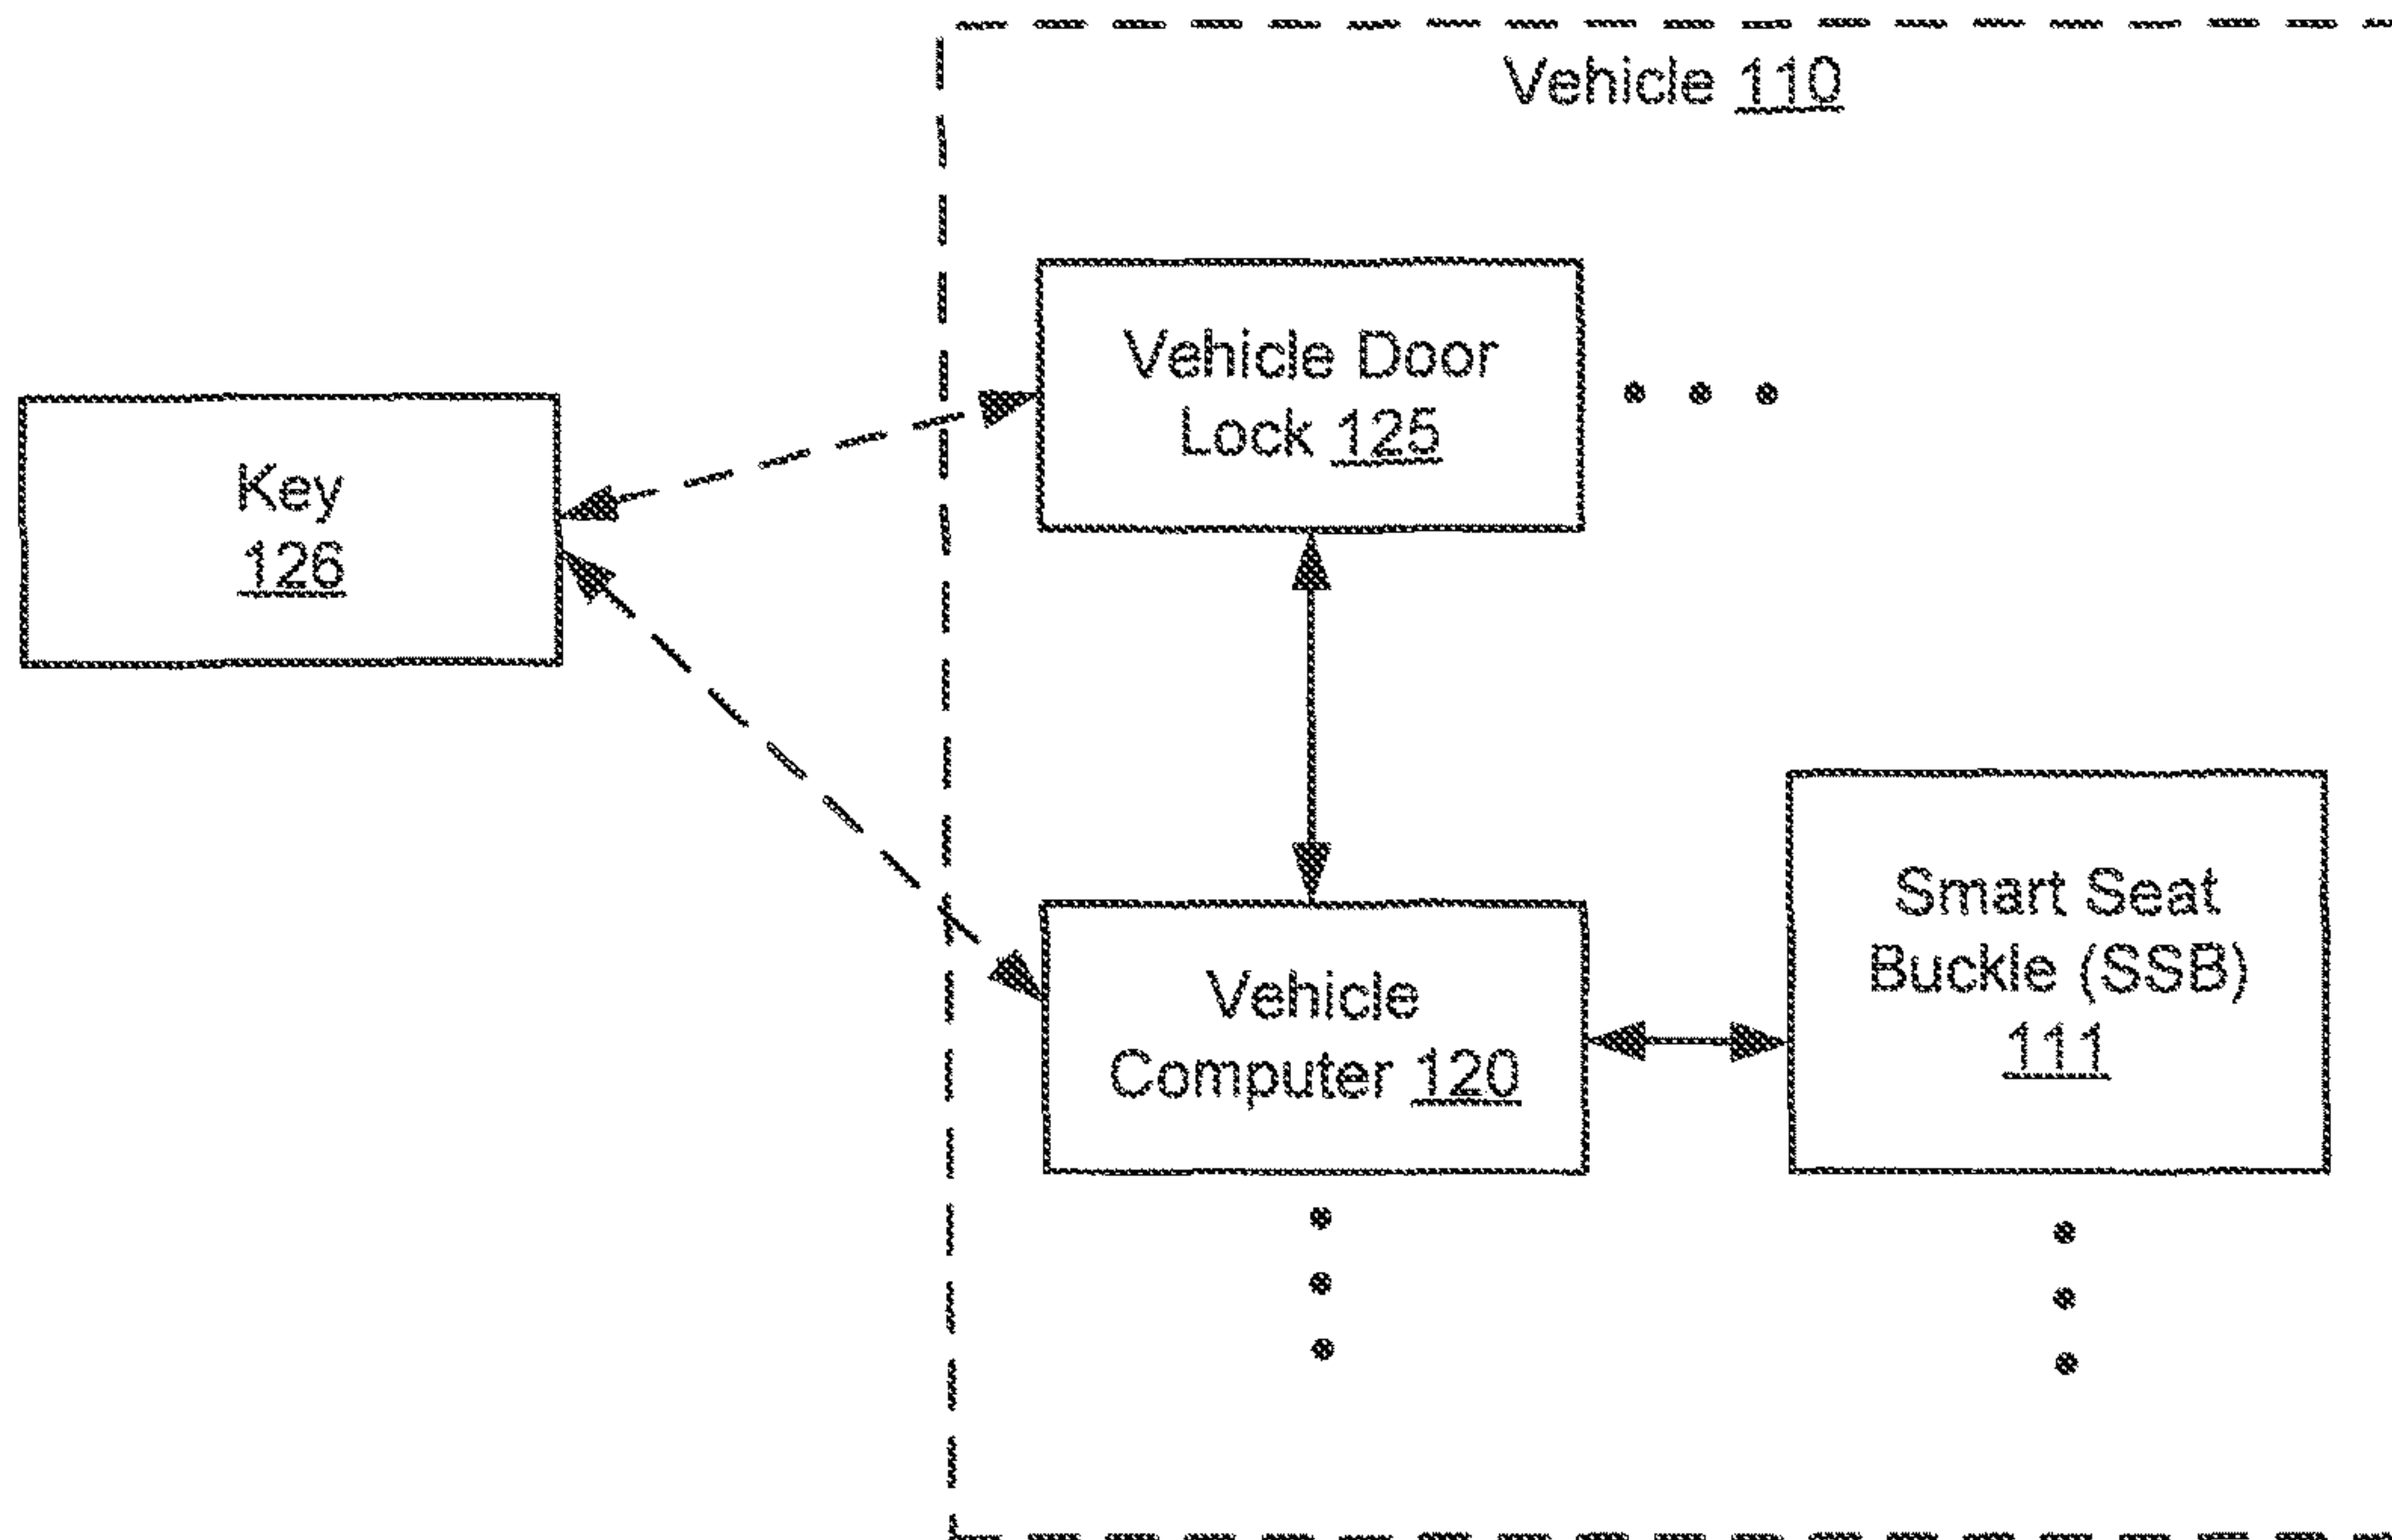 Vehicle 110
Vehicle Door
Lock 125
Key
126
Smart Seat
Buckle (SSB)
111
Vehicle
Computer 120